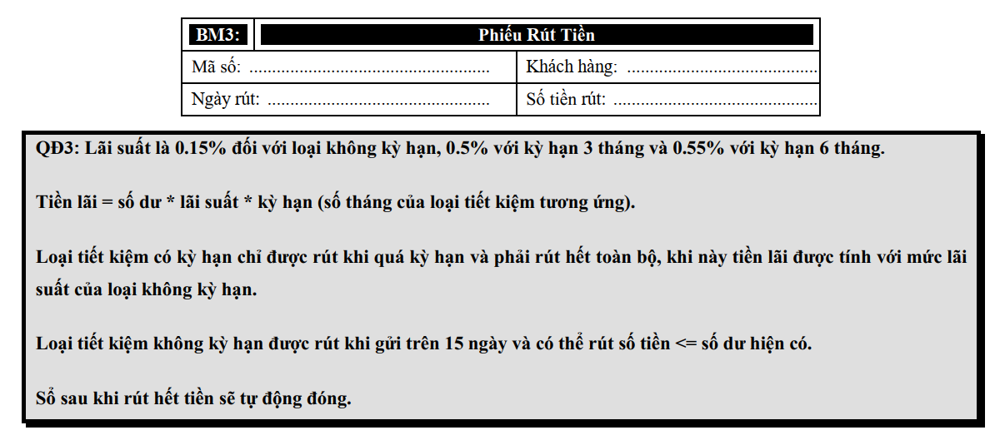 BM3: Phiếu Rút Tiền
Mã số: ..................................................... Khách hàng: ..........................................
Ngày rút: ................................................. Số tiền rút: .............................................
QĐ3: Lãi suất là 0.15% đối với loại không kỳ hạn, 0.5% với kỳ hạn 3 tháng và 0.55% với kỳ hạn 6 tháng.
Tiền lãi = số dư * lãi suất * kỳ hạn (số tháng của loại tiết kiệm tương ứng).
Loại tiết kiệm có kỳ hạn chỉ được rút khi quá kỳ hạn và phải rút hết toàn bộ, khi này tiền lãi được tính với mức lãi
suất của loại không kỳ hạn.
Loại tiết kiệm không kỳ hạn được rút khi gửi trên 15 ngày và có thể rút số tiền <= số dư hiện có.
Sổ sau khi rút hết tiền sẽ tự động đóng.